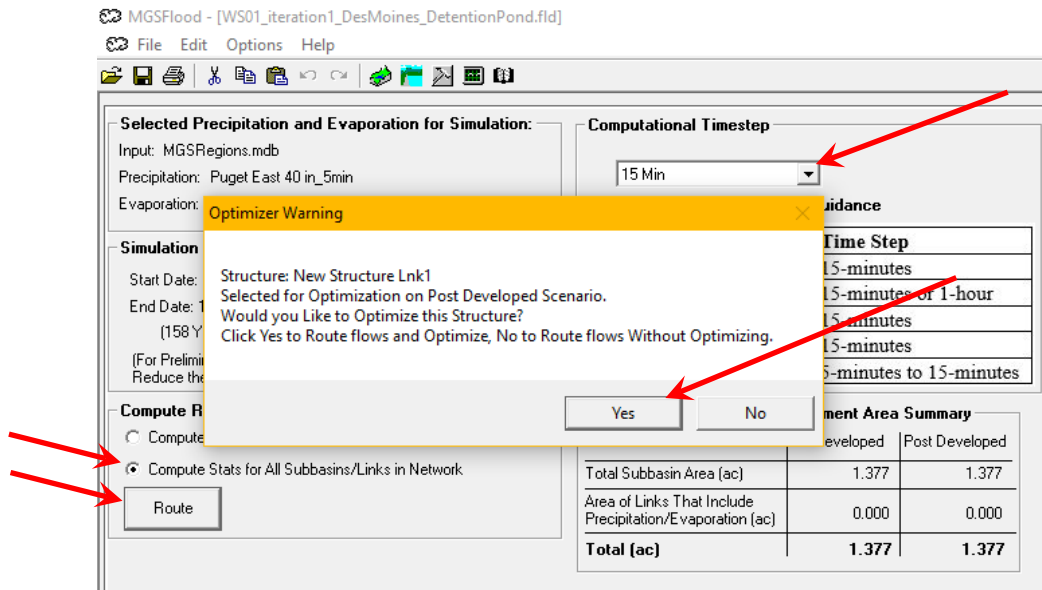 MGSFlood - [WS01_iteration1_DesMoines_DetentionPond.fld]
File Edit Options Help
Selected Precipitation and Evaporation for Simulation:
Input: MGSRegions.mdb
Precipitation: Puget East 40 in_5min
Evaporation:
Computational Timestep
15 Min
Optimizer Warning
Structure: New Structure Lnk1
Selected for Optimization on Post Developed Scenario.
Would you Like to Optimize this Structure?
Click Yes to Route flows and Optimize, No to Route flows Without Optimizing.
Yes No
Time Step
15-minutes
15-minutes or 1-hour
15-minutes
15-minutes
5-minutes to 15-minutes
Simulation
Start Date:
End Date: 1
(158 Y
(For Prelimi
Reduce the
Compute R
Compute
Compute Stats for All Subbasins/Links in Network
Route
ment Area Summary
eveloped Post Developed
Total Subbasin Area (ac) 1.377 1.377
Area of Links That Include
Precipitation/Evaporation (ac) 0.000 0.000
Total (ac) 1.377 1.377